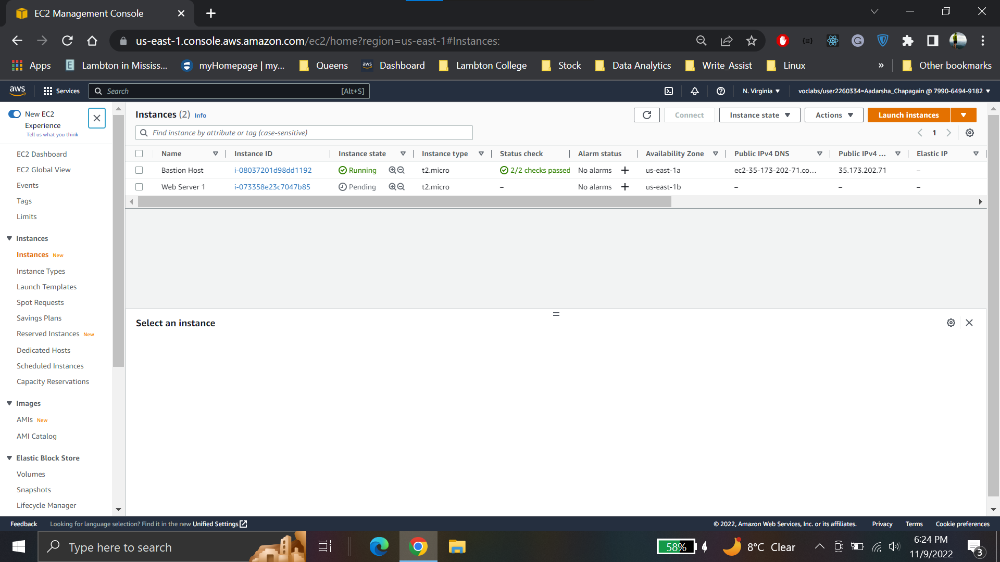 EC2 Management Console
us-east-1.console.aws.amazon.com/ec2/home?region=us-east-1#Instances:
Apps
Lambton in Mississ...
myHomepage | my...
Queens
aws
Dashboard
Lambton College
Stock
Data Analytics
Write_Assist
Linux
»
Other bookmarks
aws
Services
Search
[Alt+S]
N. Virginia
voclabs/user2260334=Aadarsha_Chapagain @ 7990-6494-9182
New EC2
Experience
Tell us what you think
EC2 Dashboard
EC2 Global View
Events
Tags
Limits
Instances
Instances New
Instance Types
Launch Templates
Spot Requests
Savings Plans
Reserved Instances New
Dedicated Hosts
Scheduled Instances
Capacity Reservations
Images
AMIs New
AMI Catalog
Elastic Block Store
Volumes
Snapshots
Lifecycle Manager
Instances (2) Info
Connect
Instance state
Actions
Launch instances
Find instance by attribute or tag (case-sensitive)
1
Name Instance ID Instance state Instance type Status check Alarm status Availability Zone Public IPv4 DNS Public IPv4 ... Elastic IP
Bastion Host i-08037201d98dd1192 Running t2.micro 2/2 checks passed No alarms + us-east-1a ec2-35-173-202-71.co... 35.173.202.71 –
Web Server 1 i-073358e23c7047b85 Pending t2.micro – No alarms + us-east-1b – – –
Select an instance
Feedback
Looking for language selection? Find it in the new Unified Settings
© 2022, Amazon Web Services, Inc. or its affiliates.
Privacy
Terms
Cookie preferences
Type here to search
58%
8°C Clear
6:24 PM
11/9/2022
3